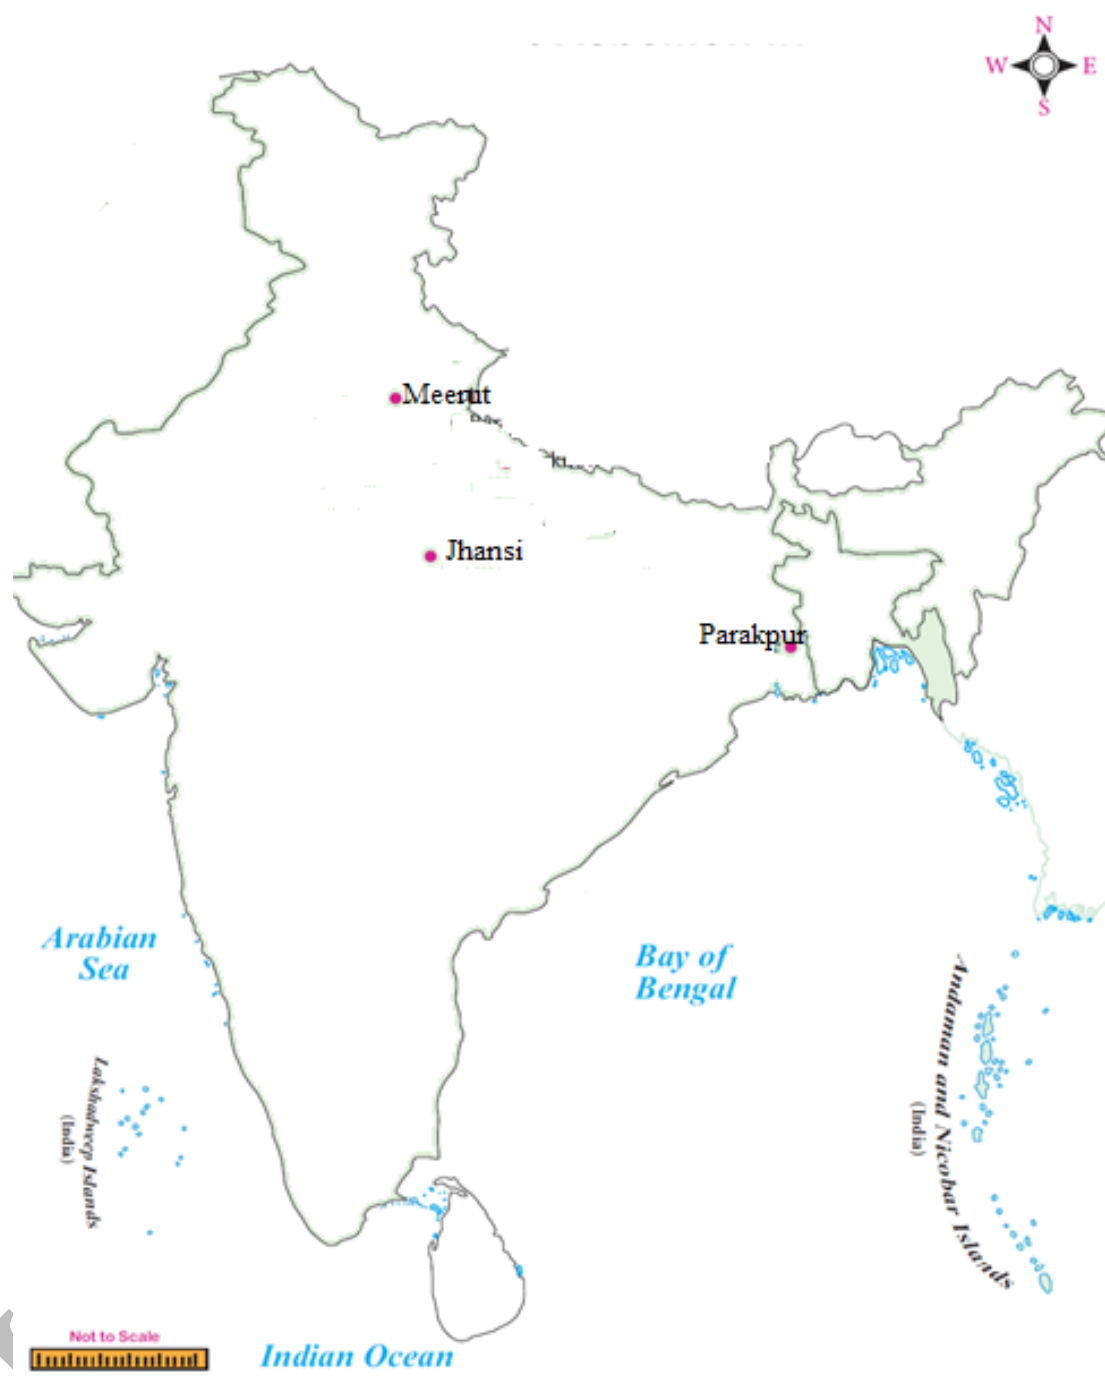 N
W E
S
Meerut
Jhansi
Parakpur
Arabian
Sea
Bay of
Bengal
Andaman and Nicobar Islands
(India)
Lakshadweep Islands
(India)
Not to Scale
Indian Ocean